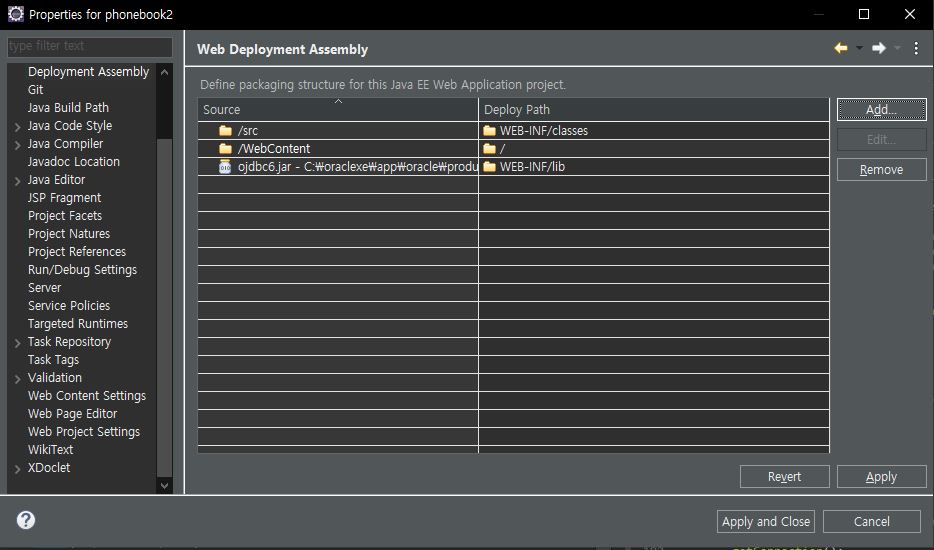 Properties for phonebook2
type filter text
Deployment Assembly
Git
Java Build Path
Java Code Style
Java Compiler
Javadoc Location
Java Editor
JSP Fragment
Project Facets
Project Natures
Project References
Run/Debug Settings
Server
Service Policies
Targeted Runtimes
Task Repository
Task Tags
Validation
Web Content Settings
Web Page Editor
Web Project Settings
WikiText
XDoclet
Web Deployment Assembly
Define packaging structure for this Java EE Web Application project.
Source Deploy Path
/src WEB-INF/classes
/WebContent /
010 ojdbc6.jar - C:₩oraclexe₩app₩oracle₩produ WEB-INF/lib
Add...
Edit...
Remove
Revert Apply
? Apply and Close Cancel